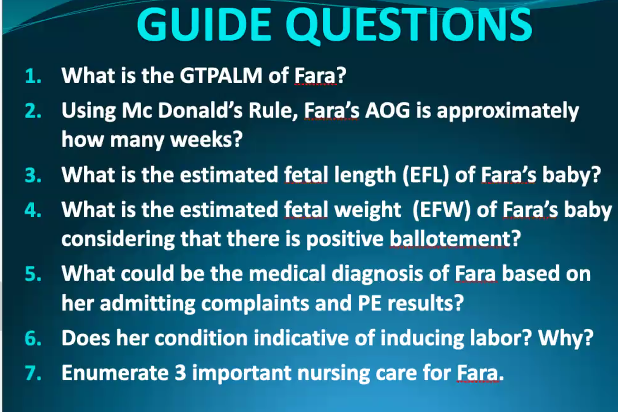 GUIDE QUESTIONS
1. What is the GTPALM of Fara?
2. Using Mc Donald's Rule, Fara's AOG is approximately
how many weeks?
3. What is the estimated fetal length (EFL) of Fara's baby?
4. What is the estimated fetal weight (EFW) of Fara's baby
considering that there is positive ballotement?
5. What could be the medical diagnosis of Fara based on
her admitting complaints and PE results?
6. Does her condition indicative of inducing labor? Why?
7. Enumerate 3 important nursing care for Fara.